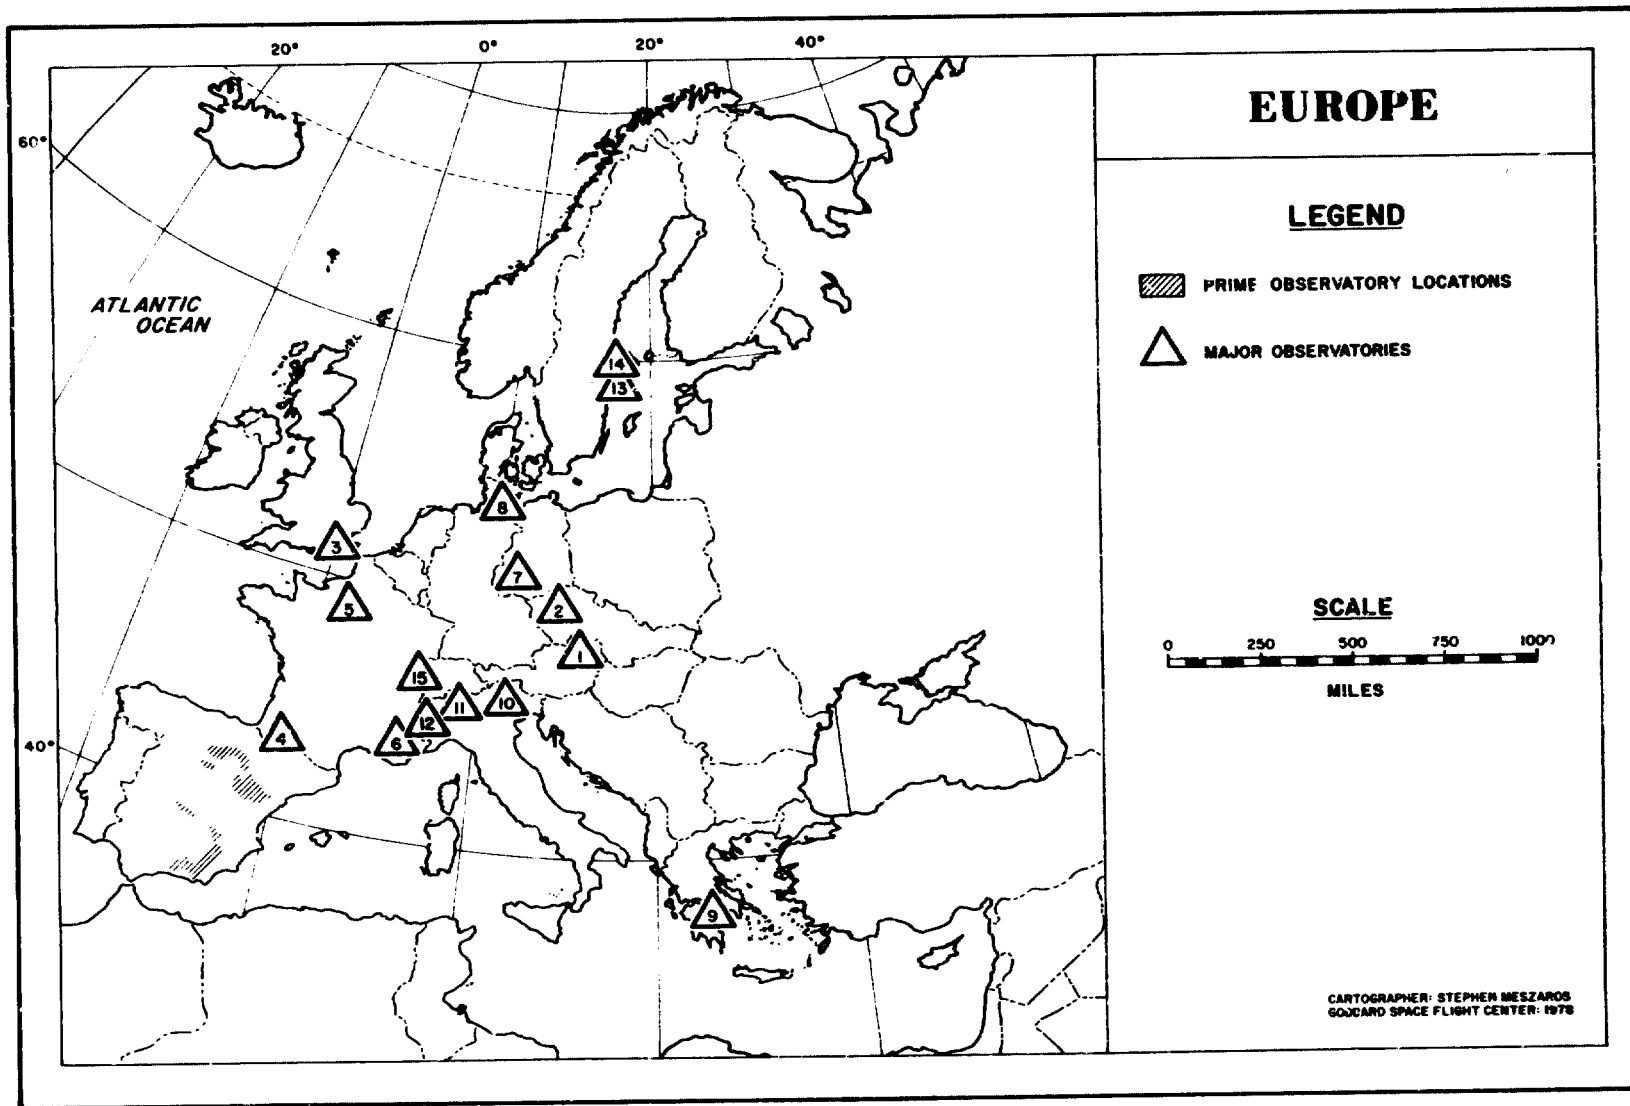 20° 0° 20° 40°
EUROPE
60°
LEGEND
PRIME OBSERVATORY LOCATIONS
ATLANTIC
OCEAN
MAJOR OBSERVATORIES
14
13
8
3
7
5
2
SCALE
1
0 250 500 750 1000
15
MILES
10
11
12
4
6
40°
9
CARTOGRAPHER: STEPHEN MESZAROS
GODDARD SPACE FLIGHT CENTER: 1978